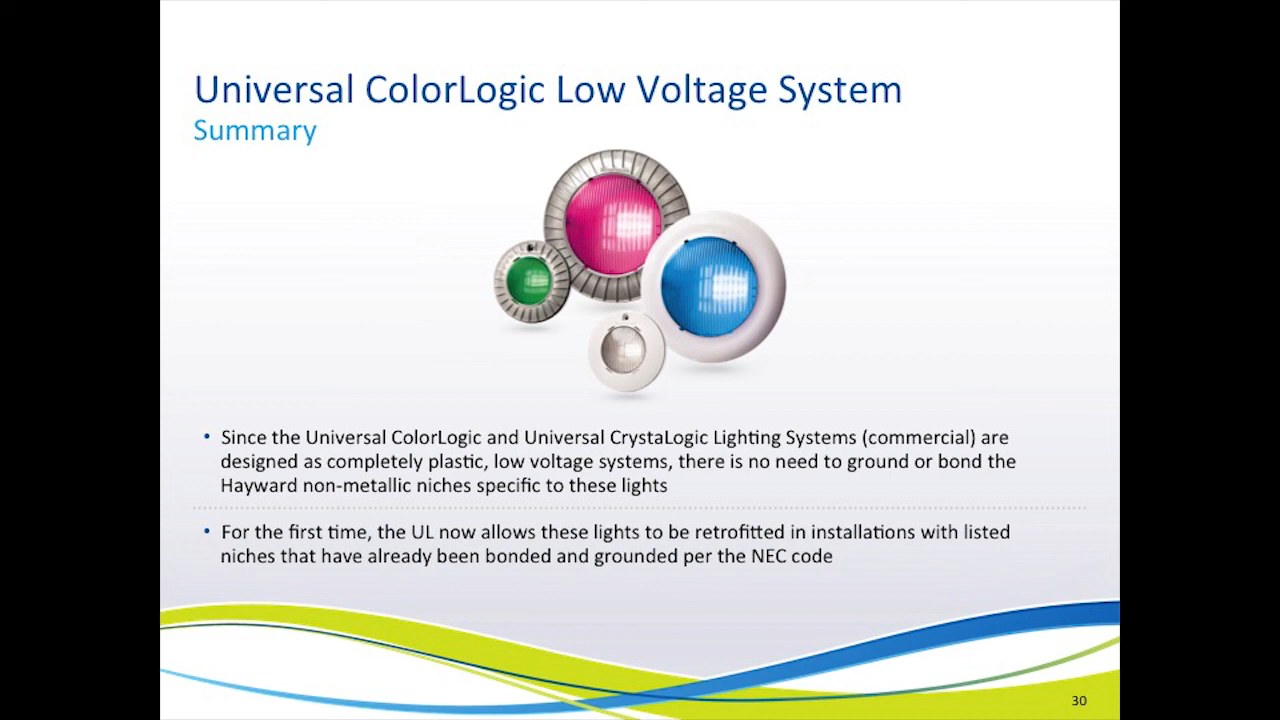 Universal ColorLogic Low Voltage System
Summary
• Since the Universal ColorLogic and Universal CrystaLogic Lighting Systems (commercial) are
designed as completely plastic, low voltage systems, there is no need to ground or bond the
Hayward non-metallic niches specific to these lights
• For the first time, the UL now allows these lights to be retrofitted in installations with listed
niches that have already been bonded and grounded per the NEC code
30